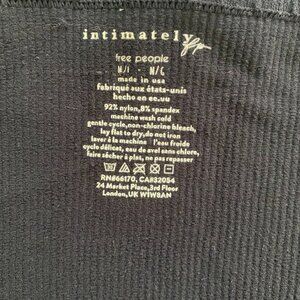 intimately fp
free people
M/L - M/G
made in usa
fabriqué aux états-unis
hecho en ee.uu
92% nylon, 8% spandex
machine wash cold
gentle cycle, non-chlorine bleach,
lay flat to dry, do not iron
laver à la machine l'eau froide
cycle délicat, eau de avel sans chlore,
faire sécher à plat, ne pas repasser
RN#66170, CA#32054
24 Market Place, 3rd Floor
London, UK W1W8AN